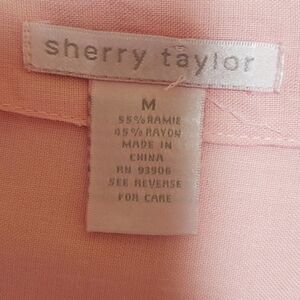 sherry taylor
M
55% RAMIE
45% RAYON
MADE IN
CHINA
RN 93906
SEE REVERSE
FOR CARE